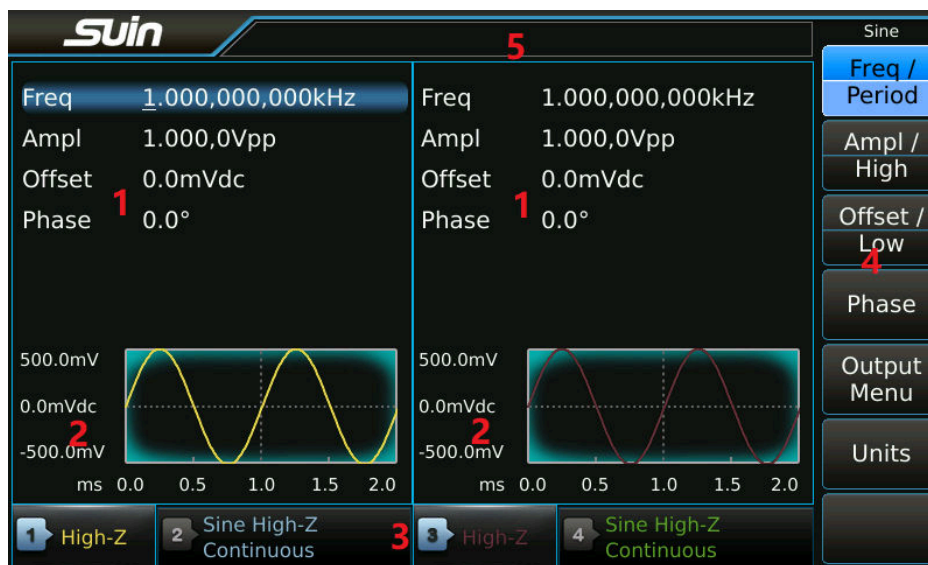 suin
5
Sine
Freq 1.000,000,000kHz
Ampl 1.000,0Vpp
Offset 0.0mVdc
Phase 0.0°
1
500.0mV
0.0mVdc
-500.0mV
2
ms 0.0 0.5 1.0 1.5 2.0
1 High-Z
2 Sine High-Z
Continuous
3
Freq 1.000,000,000kHz
Ampl 1.000,0Vpp
Offset 0.0mVdc
Phase 0.0°
1
500.0mV
0.0mVdc
-500.0mV
2
ms 0.0 0.5 1.0 1.5 2.0
3 High-Z
4 Sine High-Z
Continuous
Freq /
Period
Ampl /
High
Offset /
Low
4
Phase
Output
Menu
Units